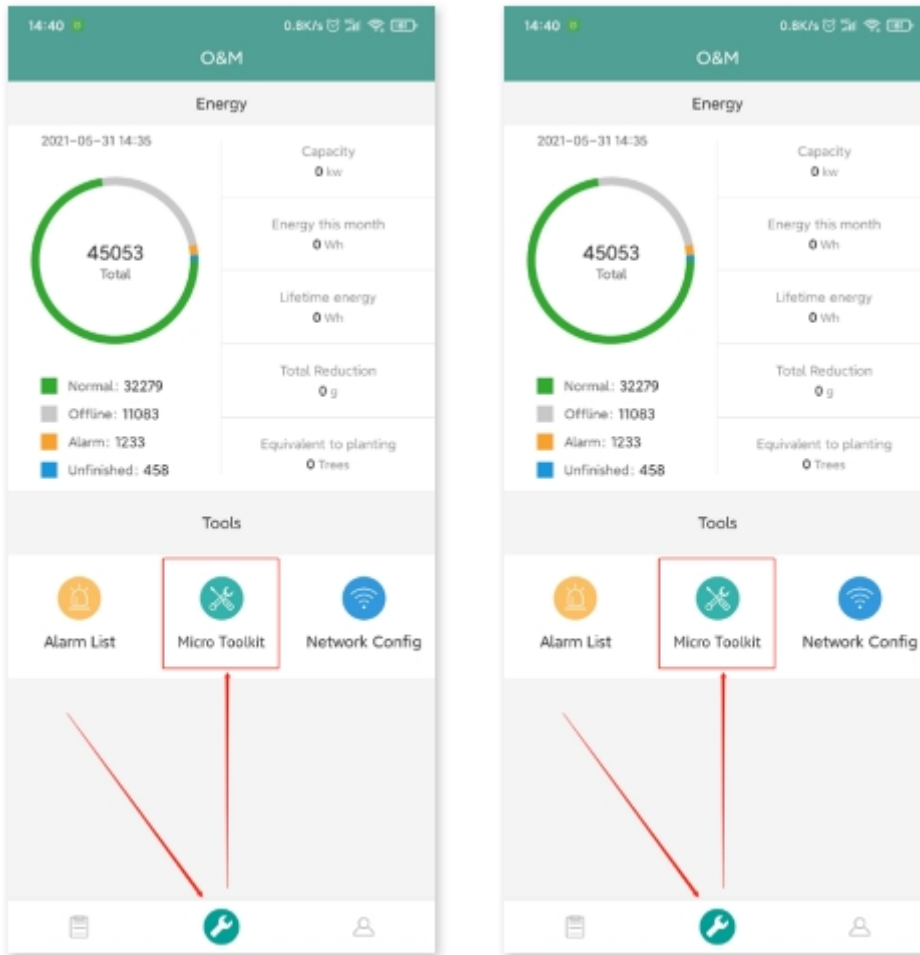 14:40 0.8K/s
O&M
Energy
2021-05-31 14:35
45053
Total
Normal: 32279
Offline: 11083
Alarm: 1233
Unfinished: 458
Capacity
0 kw
Energy this month
0 Wh
Lifetime energy
0 Wh
Total Reduction
0 g
Equivalent to planting
0 Trees
Tools
Alarm List
Micro Toolkit
Network Config
14:40 0.8K/s
O&M
Energy
2021-05-31 14:35
45053
Total
Normal: 32279
Offline: 11083
Alarm: 1233
Unfinished: 458
Capacity
0 kw
Energy this month
0 Wh
Lifetime energy
0 Wh
Total Reduction
0 g
Equivalent to planting
0 Trees
Tools
Alarm List
Micro Toolkit
Network Config